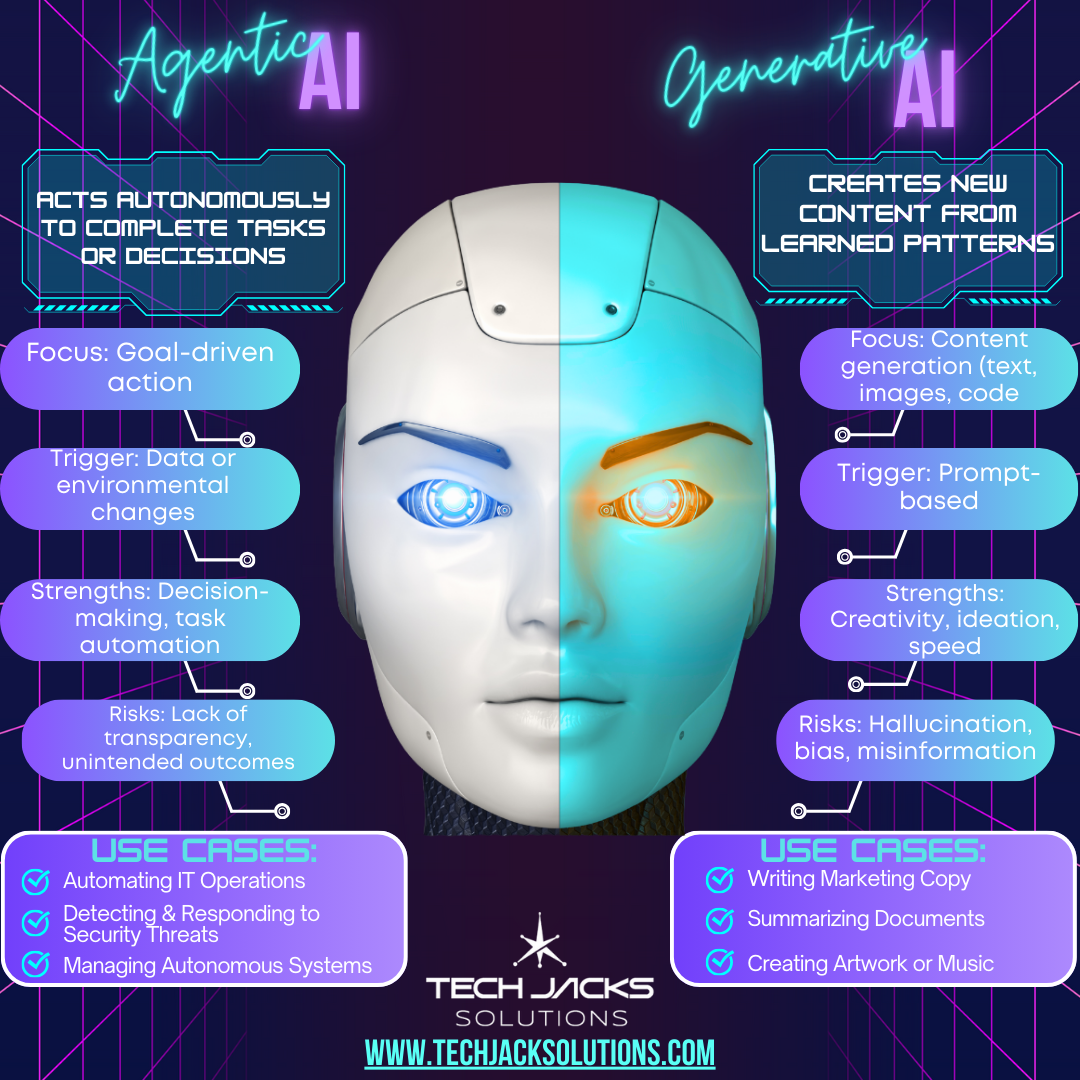 Agentic AI
ACTS AUTONOMOUSLY
TO COMPLETE TASKS
OR DECISIONS
Focus: Goal-driven
action
Trigger: Data or
environmental
changes
Strengths: Decision-
making, task
automation
Risks: Lack of
transparency,
unintended outcomes
USE CASES:
Automating IT Operations
Detecting & Responding to
Security Threats
Managing Autonomous Systems
Generative AI
CREATES NEW
CONTENT FROM
LEARNED PATTERNS
Focus: Content
generation (text,
images, code
Trigger: Prompt-
based
Strengths:
Creativity, ideation,
speed
Risks: Hallucination,
bias, misinformation
USE CASES:
Writing Marketing Copy
Summarizing Documents
Creating Artwork or Music
TECH JACKS
SOLUTIONS
WWW.TECHJACKSOLUTIONS.COM